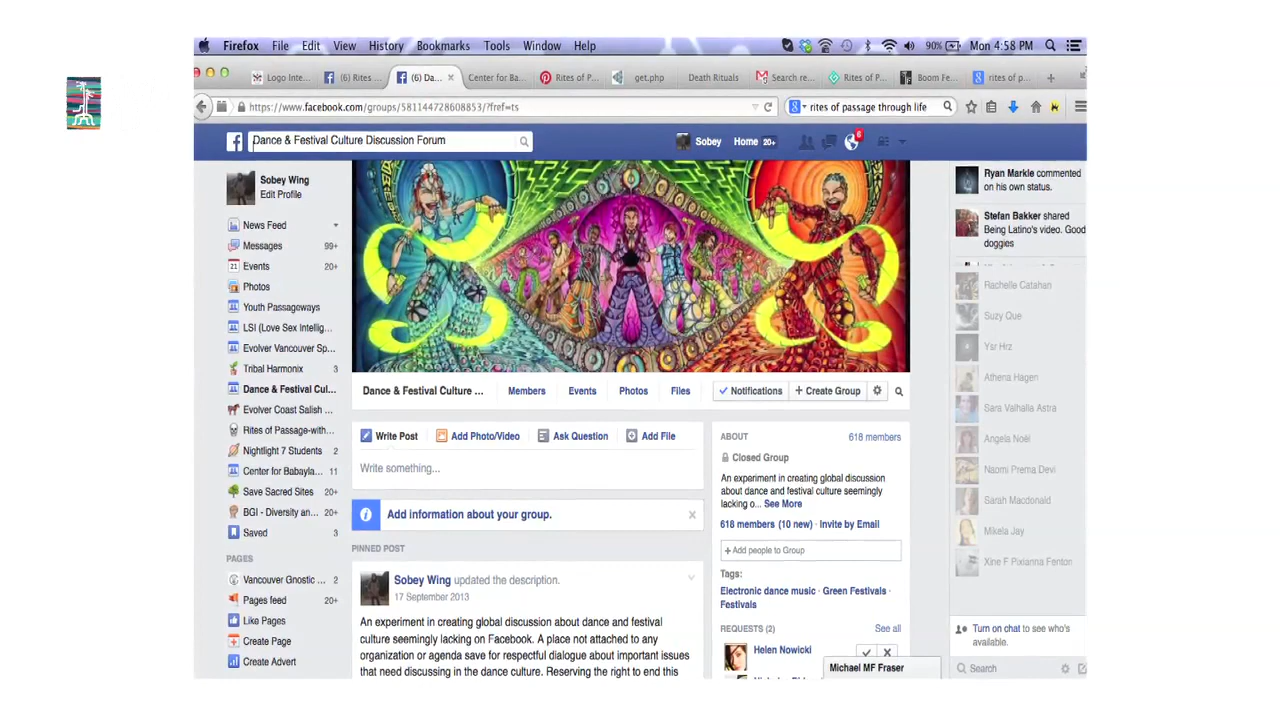 Firefox File Edit View History Bookmarks Tools Window Help 90% Mon 4:58 PM
Logo Inte... (6) Rites ... (6) Da... Center for Ba... Rites of P... get.php Death Rituals Search re... Rites of P... Boom Fe... rites of p...
https://www.facebook.com/groups/581144728608853/?fref=ts rites of passage through life
Dance & Festival Culture Discussion Forum Sobey Home 20+ 6
Sobey Wing
Edit Profile
News Feed
Messages 99+
Events 20+
Photos
Youth Passageways
LSI (Love Sex Intellig...
Evolver Vancouver Sp...
Tribal Harmonix 3
Dance & Festival Cul...
Evolver Coast Salish ...
Rites of Passage-with...
Nightlight 7 Students 2
Center for Babayla... 11
Save Sacred Sites 20+
BGI - Diversity an... 20+
Saved 3
PAGES
Vancouver Gnostic ... 2
Pages feed 20+
Like Pages
Create Page
Create Advert
Dance & Festival Culture ... Members Events Photos Files Notifications + Create Group
Write Post Add Photo/Video Ask Question Add File
Write something...
Add information about your group.
PINNED POST
Sobey Wing updated the description.
17 September 2013
An experiment in creating global discussion about dance and festival
culture seemingly lacking on Facebook. A place not attached to any
organization or agenda save for respectful dialogue about important issues
that need discussing in the dance culture. Reserving the right to end this
ABOUT 618 members
Closed Group
An experiment in creating global discussion
about dance and festival culture seemingly
lacking o... See More
618 members (10 new) · Invite by Email
+ Add people to Group
Tags:
Electronic dance music · Green Festivals ·
Festivals
REQUESTS (2) See all
Helen Nowicki
Michael MF Fraser
Ryan Markle commented
on his own status.
Stefan Bakker shared
Being Latino's video. Good
doggies
Rachelle Catahan
Suzy Que
Ysr Hrz
Athena Hagen
Sara Valhalla Astra
Angela Noël
Naomi Prema Devi
Sarah Macdonald
Mikela Jay
Xine F Pixianna Fenton
Turn on chat to see who's
available.
Search